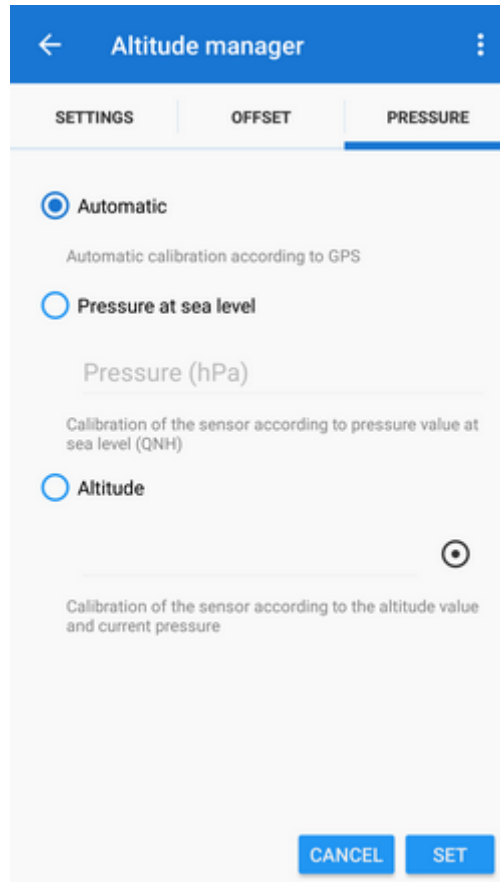 Altitude manager
SETTINGS OFFSET PRESSURE
Automatic
Automatic calibration according to GPS
Pressure at sea level
Pressure (hPa)
Calibration of the sensor according to pressure value at
sea level (QNH)
Altitude
Calibration of the sensor according to the altitude value
and current pressure
CANCEL SET